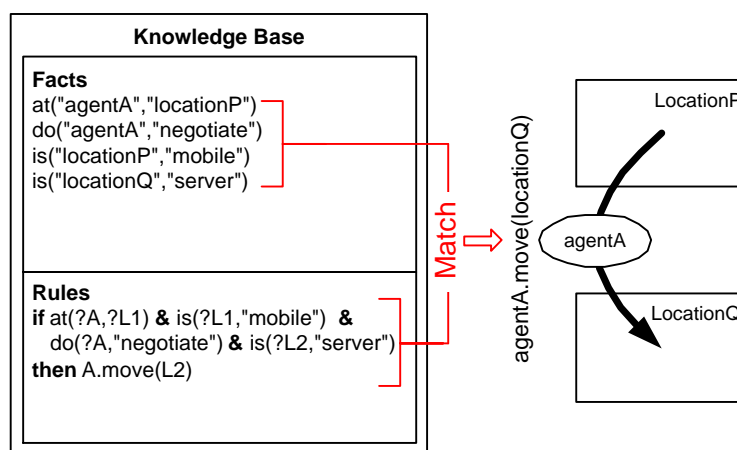 Knowledge Base
Facts
at("agentA","locationP")
do("agentA","negotiate")
is("locationP","mobile")
is("locationQ","server")
Rules
if at(?A,?L1) & is(?L1,"mobile") &
do(?A,"negotiate") & is(?L2,"server")
then A.move(L2)
Match
agentA.move(locationQ)
LocationP
agentA
LocationQ